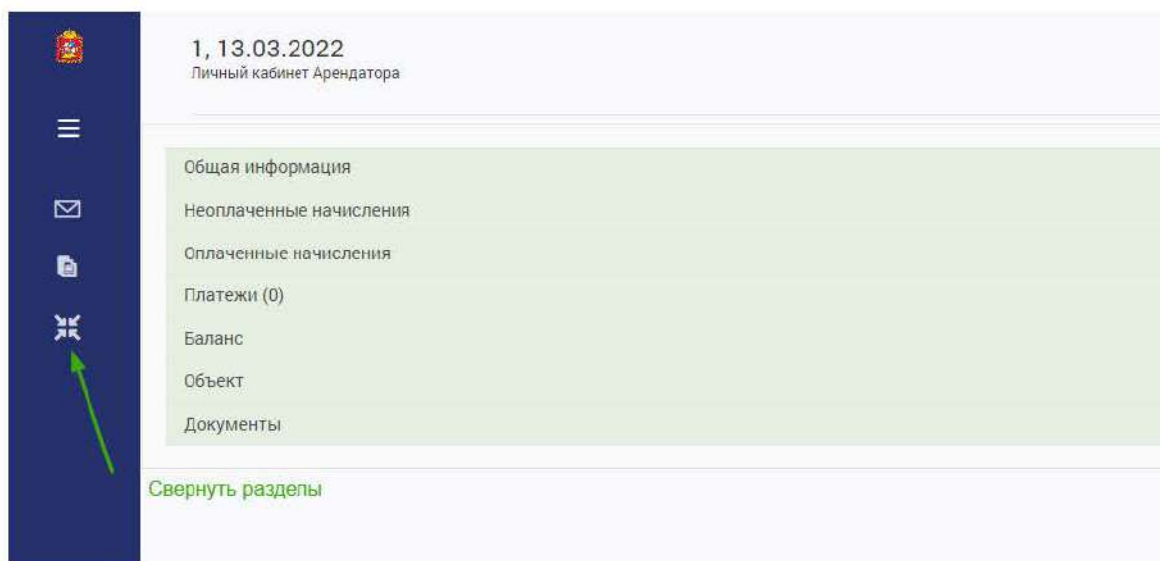 1, 13.03.2022
Личный кабинет Арендатора
Общая информация
Неоплаченные начисления
Оплаченные начисления
Платежи (0)
Баланс
Объект
Документы
Свернуть разделы